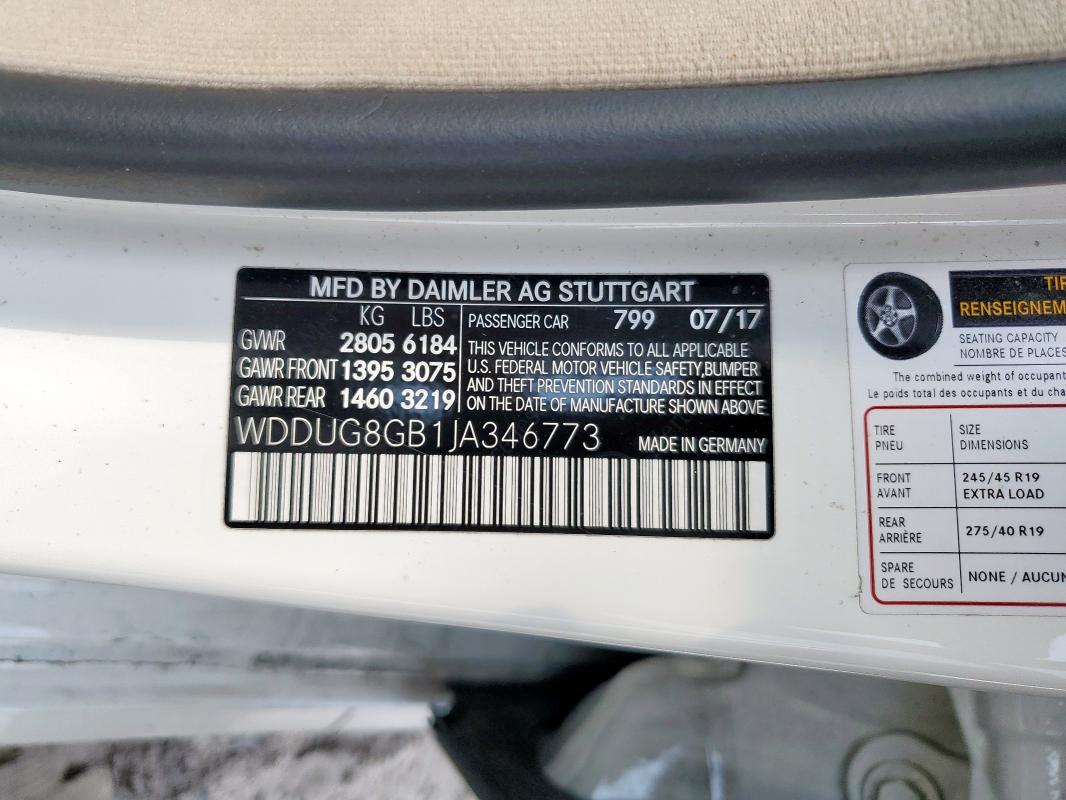 MFD BY DAIMLER AG STUTTGART
KG LBS
GVWR 2805 6184
GAWR FRONT 1395 3075
GAWR REAR 1460 3219
PASSENGER CAR 799 07/17
THIS VEHICLE CONFORMS TO ALL APPLICABLE
U.S. FEDERAL MOTOR VEHICLE SAFETY,BUMPER
AND THEFT PREVENTION STANDARDS IN EFFECT
ON THE DATE OF MANUFACTURE SHOWN ABOVE
WDDUG8GB1JA346773 MADE IN GERMANY
TIR
RENSEIGNEM
SEATING CAPACITY
NOMBRE DE PLACES
The combined weight of occupant
Le poids total des occupants et du cha
TIRE SIZE
PNEU DIMENSIONS
FRONT 245/45 R19
AVANT EXTRA LOAD
REAR 275/40 R19
ARRIÈRE
SPARE NONE / AUCUN
DE SECOURS